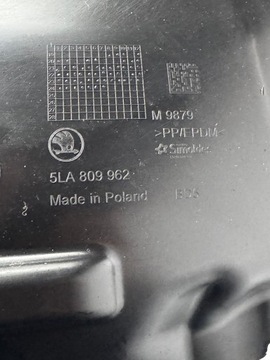 M 9879
>PP/EPDM<
Simoldes
5LA 809 962
Made in Poland